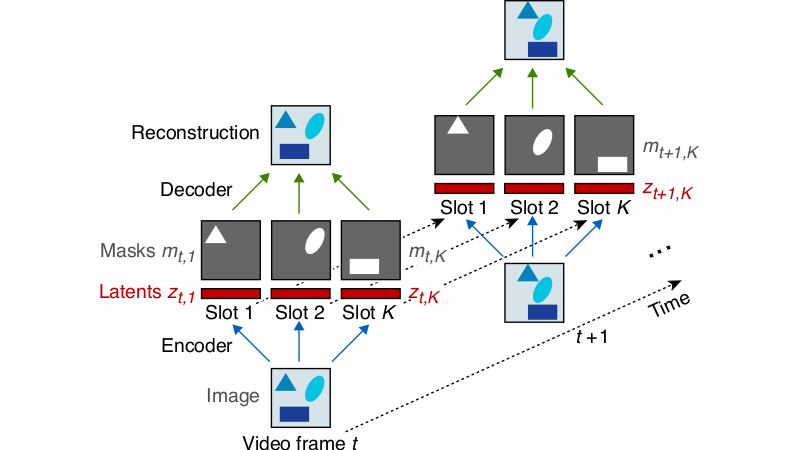 Reconstruction
Decoder
Masks m_{t,1}
m_{t,K}
Latents z_{t,1}
z_{t,K}
Slot 1 Slot 2 Slot K
Encoder
Image
Video frame t
m_{t+1,K}
z_{t+1,K}
Slot 1 Slot 2 Slot K
...
Time
t+1